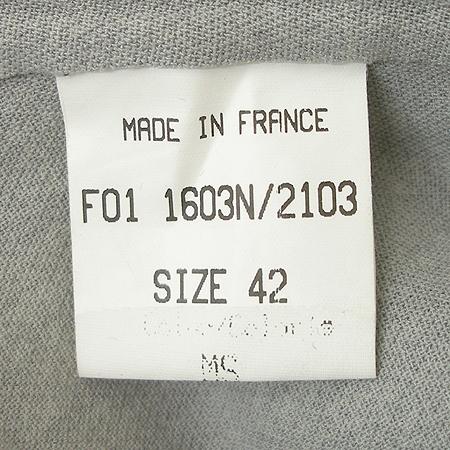 MADE IN FRANCE
F01 1603N/2103
SIZE 42
MS